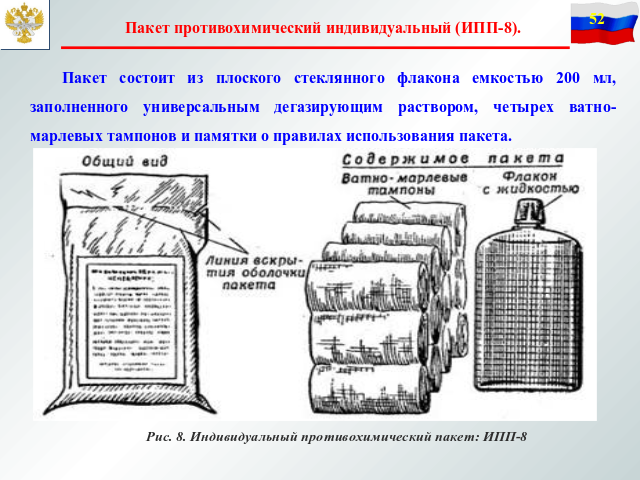 Пакет противохимический индивидуальный (ИПП-8).
52
Пакет состоит из плоского стеклянного флакона емкостью 200 мл,
заполненного универсальным дегазирующим раствором, четырех ватно-
марлевых тампонов и памятки о правилах использования пакета.
Общий вид
Линия вскры-
тия оболочки
пакета
Содержимое пакета
Ватно-марлевые
тампоны
Флакон
с жидкостью
Рис. 8. Индивидуальный противохимический пакет: ИПП-8